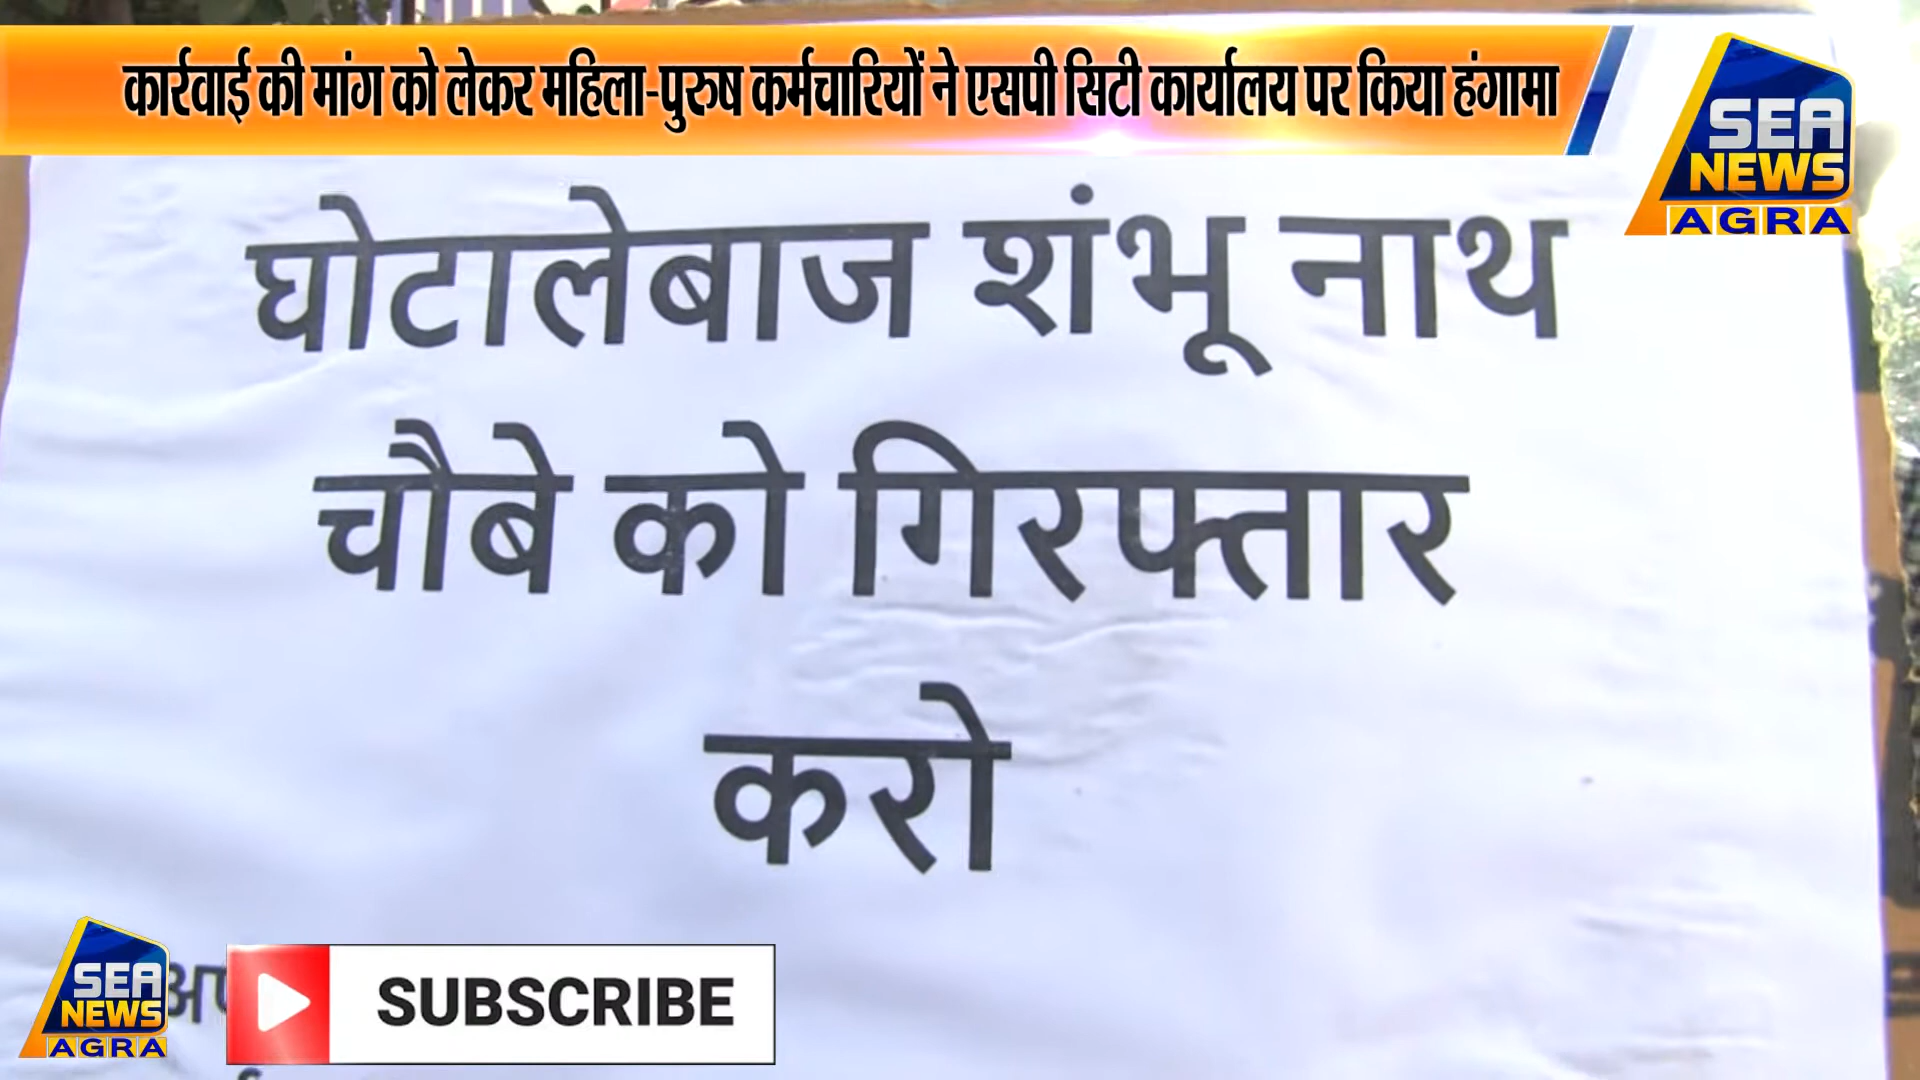 कार्रवाई की मांग को लेकर महिला-पुरुष कर्मचारियों ने एसपी सिटी कार्यालय पर किया हंगामा
SEA
NEWS
AGRA
घोटालेबाज शंभू नाथ
चौबे को गिरफ्तार
करो
SEA
NEWS
AGRA
SUBSCRIBE